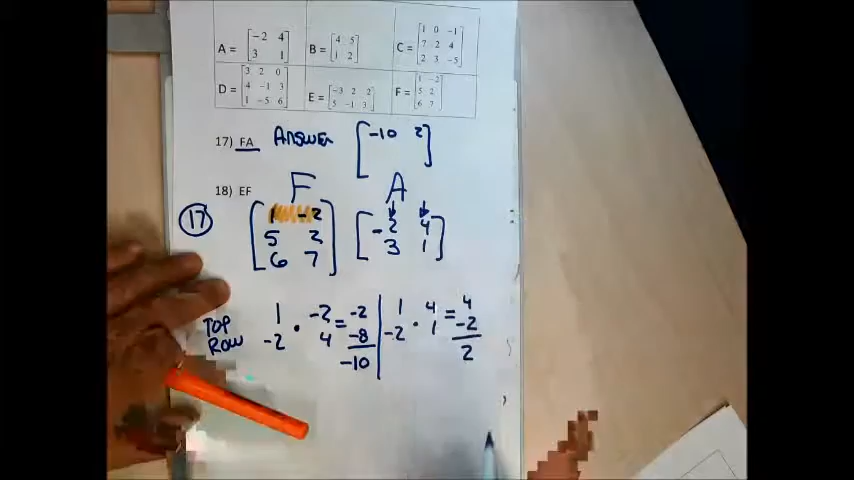 A = [-2 4] B = [4 5] C = [1 0 -1]
[3 1] [1 2] [7 2 4]
[2 3 -5]
D = [3 2 0] E = [-3 2 2] F = [1 -2]
[4 -1 3] [5 -1 3] [5 2]
[1 -5 6] [6 7]
17) FA ANSWER [-10 2]
18) EF F A
17 [1 -2] [-2 4]
[5 2] [3 1]
[6 7]
TOP 1 · -2 = -2 | 1 · 4 = 4
ROW -2 4 -8 | -2 1 -2
-10 | 2